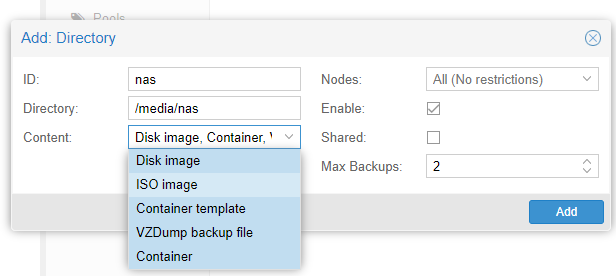 Pools
Add: Directory
ID: nas Nodes: All (No restrictions)
Directory: /media/nas Enable:
Content: Disk image, Container, V Shared:
Disk image Max Backups: 2
ISO image
Container template Add
VZDump backup file
Container